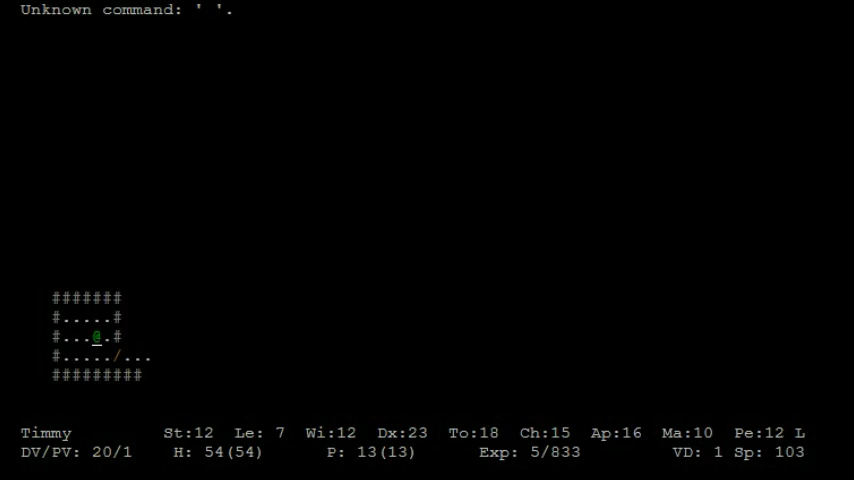 Unknown command: ' '.
#######
#.....#
#...@.#
#...../...
#########
Timmy St:12 Le: 7 Wi:12 Dx:23 To:18 Ch:15 Ap:16 Ma:10 Pe:12 L
DV/PV: 20/1 H: 54(54) P: 13(13) Exp: 5/833 VD: 1 Sp: 103